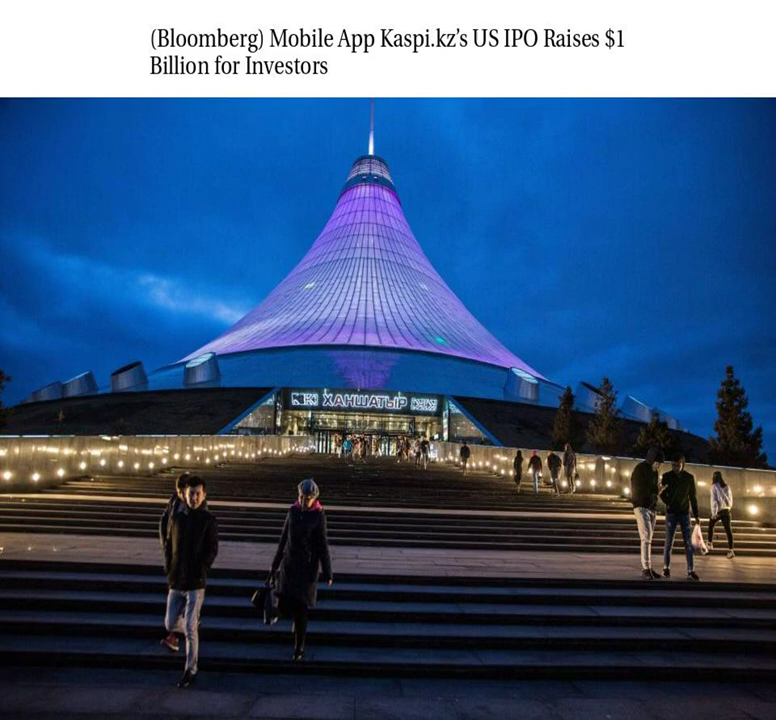 (Bloomberg) Mobile App Kaspi.kz’s US IPO Raises $1
Billion for Investors
ХАНШАТЫР